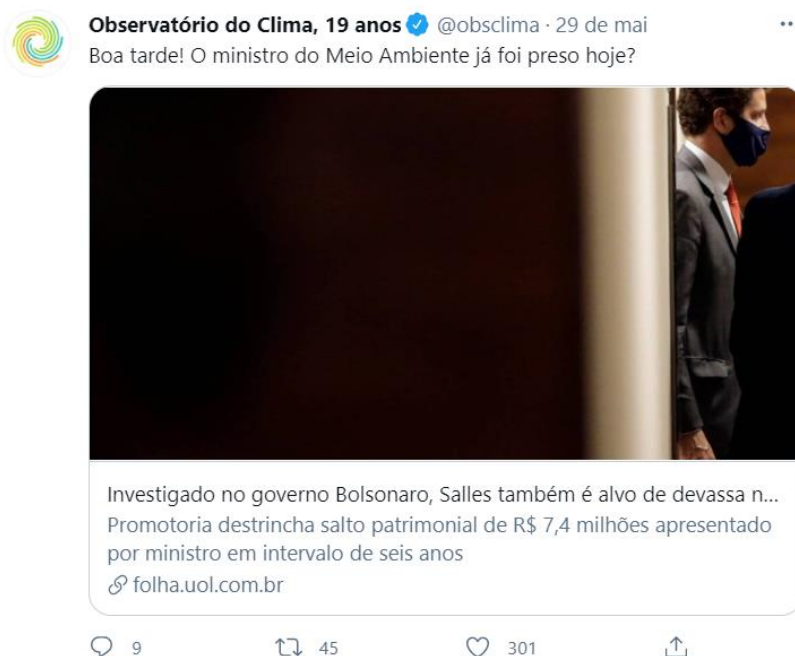 Observatório do Clima, 19 anos @obsclima · 29 de mai
Boa tarde! O ministro do Meio Ambiente já foi preso hoje?
Investigado no governo Bolsonaro, Salles também é alvo de devassa n...
Promotoria destrincha salto patrimonial de R$ 7,4 milhões apresentado
por ministro em intervalo de seis anos
folha.uol.com.br
9 45 301